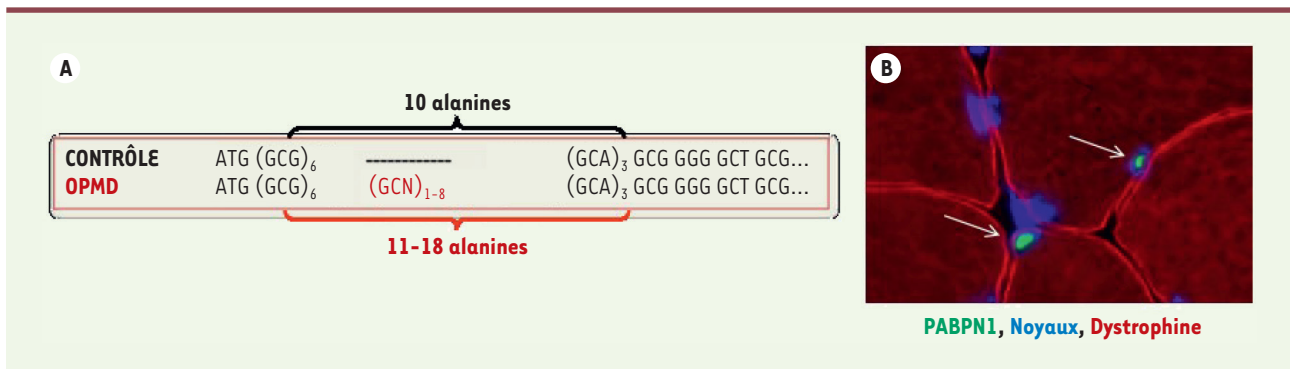 A
10 alanines
CONTRÔLE ATG (GCG)6 ------------ (GCA)3 GCG GGG GCT GCG...
OPMD ATG (GCG)6 (GCN)1-8 (GCA)3 GCG GGG GCT GCG...
11-18 alanines
B
PABPN1, Noyaux, Dystrophine